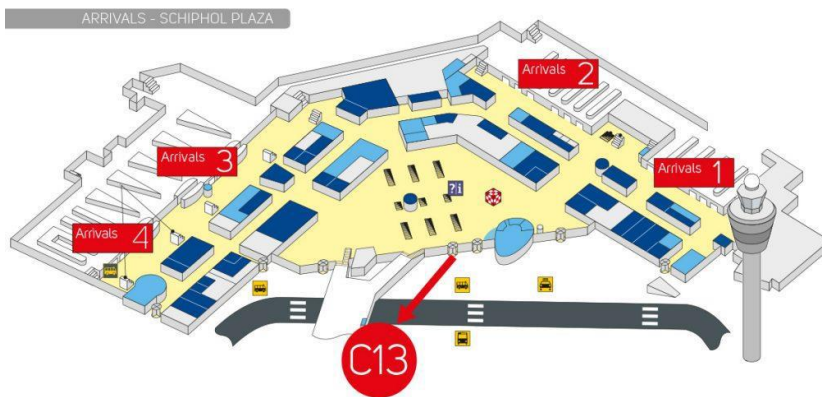 ARRIVALS - SCHIPHOL PLAZA
Arrivals 2
Arrivals 3
Arrivals 1
?i
Arrivals 4
C13